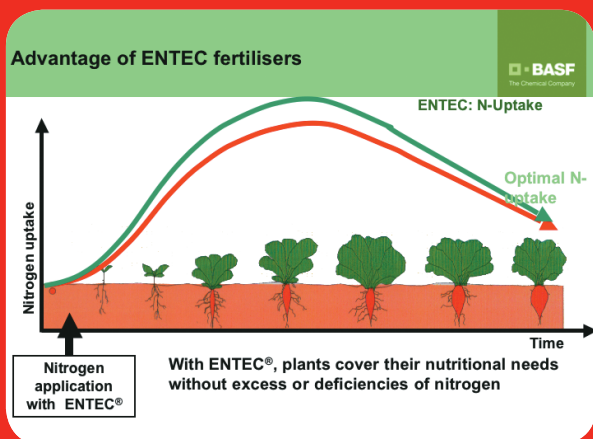 Advantage of ENTEC fertilisers
BASF
The Chemical Company
ENTEC: N-Uptake
Optimal N-
uptake
Nitrogen uptake
Time
Nitrogen
application
with ENTEC®
With ENTEC®, plants cover their nutritional needs
without excess or deficiencies of nitrogen